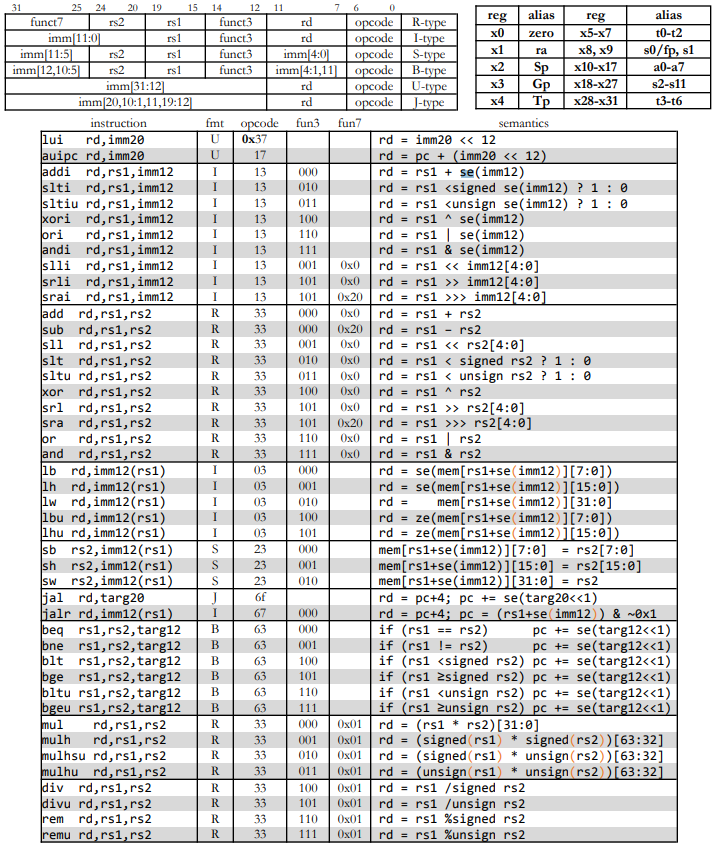 31 25 24 20 19 15 14 12 11 7 6 0
funct7 rs2 rs1 funct3 rd opcode R-type
imm[11:0] rs1 funct3 rd opcode I-type
imm[11:5] rs2 rs1 funct3 imm[4:0] opcode S-type
imm[12,10:5] rs2 rs1 funct3 imm[4:1,11] opcode B-type
imm[31:12] rd opcode U-type
imm[20,10:1,11,19:12] rd opcode J-type
reg alias reg alias
x0 zero x5-x7 t0-t2
x1 ra x8, x9 s0/fp, s1
x2 Sp x10-x17 a0-a7
x3 Gp x18-x27 s2-s11
x4 Tp x28-x31 t3-t6
instruction fmt opcode fun3 fun7 semantics
lui rd,imm20 U 0x37 rd = imm20 << 12
auipc rd,imm20 U 17 rd = pc + (imm20 << 12)
addi rd,rs1,imm12 I 13 000 rd = rs1 + se(imm12)
slti rd,rs1,imm12 I 13 010 rd = rs1 <signed se(imm12) ? 1 : 0
sltiu rd,rs1,imm12 I 13 011 rd = rs1 <unsign se(imm12) ? 1 : 0
xori rd,rs1,imm12 I 13 100 rd = rs1 ^ se(imm12)
ori rd,rs1,imm12 I 13 110 rd = rs1 | se(imm12)
andi rd,rs1,imm12 I 13 111 rd = rs1 & se(imm12)
slli rd,rs1,imm12 I 13 001 0x0 rd = rs1 << imm12[4:0]
srli rd,rs1,imm12 I 13 101 0x0 rd = rs1 >> imm12[4:0]
srai rd,rs1,imm12 I 13 101 0x20 rd = rs1 >>> imm12[4:0]
add rd,rs1,rs2 R 33 000 0x0 rd = rs1 + rs2
sub rd,rs1,rs2 R 33 000 0x20 rd = rs1 - rs2
sll rd,rs1,rs2 R 33 001 0x0 rd = rs1 << rs2[4:0]
slt rd,rs1,rs2 R 33 010 0x0 rd = rs1 < signed rs2 ? 1 : 0
sltu rd,rs1,rs2 R 33 011 0x0 rd = rs1 < unsign rs2 ? 1 : 0
xor rd,rs1,rs2 R 33 100 0x0 rd = rs1 ^ rs2
srl rd,rs1,rs2 R 33 101 0x0 rd = rs1 >> rs2[4:0]
sra rd,rs1,rs2 R 33 101 0x20 rd = rs1 >>> rs2[4:0]
or rd,rs1,rs2 R 33 110 0x0 rd = rs1 | rs2
and rd,rs1,rs2 R 33 111 0x0 rd = rs1 & rs2
lb rd,imm12(rs1) I 03 000 rd = se(mem[rs1+se(imm12)][7:0])
lh rd,imm12(rs1) I 03 001 rd = se(mem[rs1+se(imm12)][15:0])
lw rd,imm12(rs1) I 03 010 rd = mem[rs1+se(imm12)][31:0]
lbu rd,imm12(rs1) I 03 100 rd = ze(mem[rs1+se(imm12)][7:0])
lhu rd,imm12(rs1) I 03 101 rd = ze(mem[rs1+se(imm12)][15:0])
sb rs2,imm12(rs1) S 23 000 mem[rs1+se(imm12)][7:0] = rs2[7:0]
sh rs2,imm12(rs1) S 23 001 mem[rs1+se(imm12)][15:0] = rs2[15:0]
sw rs2,imm12(rs1) S 23 010 mem[rs1+se(imm12)][31:0] = rs2
jal rd,targ20 J 6f rd = pc+4; pc += se(targ20<<1)
jalr rd,imm12(rs1) I 67 000 rd = pc+4; pc = (rs1+se(imm12)) & ~0x1
beq rs1,rs2,targ12 B 63 000 if (rs1 == rs2) pc += se(targ12<<1)
bne rs1,rs2,targ12 B 63 001 if (rs1 != rs2) pc += se(targ12<<1)
blt rs1,rs2,targ12 B 63 100 if (rs1 <signed rs2) pc += se(targ12<<1)
bge rs1,rs2,targ12 B 63 101 if (rs1 ≥signed rs2) pc += se(targ12<<1)
bltu rs1,rs2,targ12 B 63 110 if (rs1 <unsign rs2) pc += se(targ12<<1)
bgeu rs1,rs2,targ12 B 63 111 if (rs1 ≥unsign rs2) pc += se(targ12<<1)
mul rd,rs1,rs2 R 33 000 0x01 rd = (rs1 * rs2)[31:0]
mulh rd,rs1,rs2 R 33 001 0x01 rd = (signed(rs1) * signed(rs2))[63:32]
mulhsu rd,rs1,rs2 R 33 010 0x01 rd = (signed(rs1) * unsign(rs2))[63:32]
mulhu rd,rs1,rs2 R 33 011 0x01 rd = (unsign(rs1) * unsign(rs2))[63:32]
div rd,rs1,rs2 R 33 100 0x01 rd = rs1 /signed rs2
divu rd,rs1,rs2 R 33 101 0x01 rd = rs1 /unsign rs2
rem rd,rs1,rs2 R 33 110 0x01 rd = rs1 %signed rs2
remu rd,rs1,rs2 R 33 111 0x01 rd = rs1 %unsign rs2